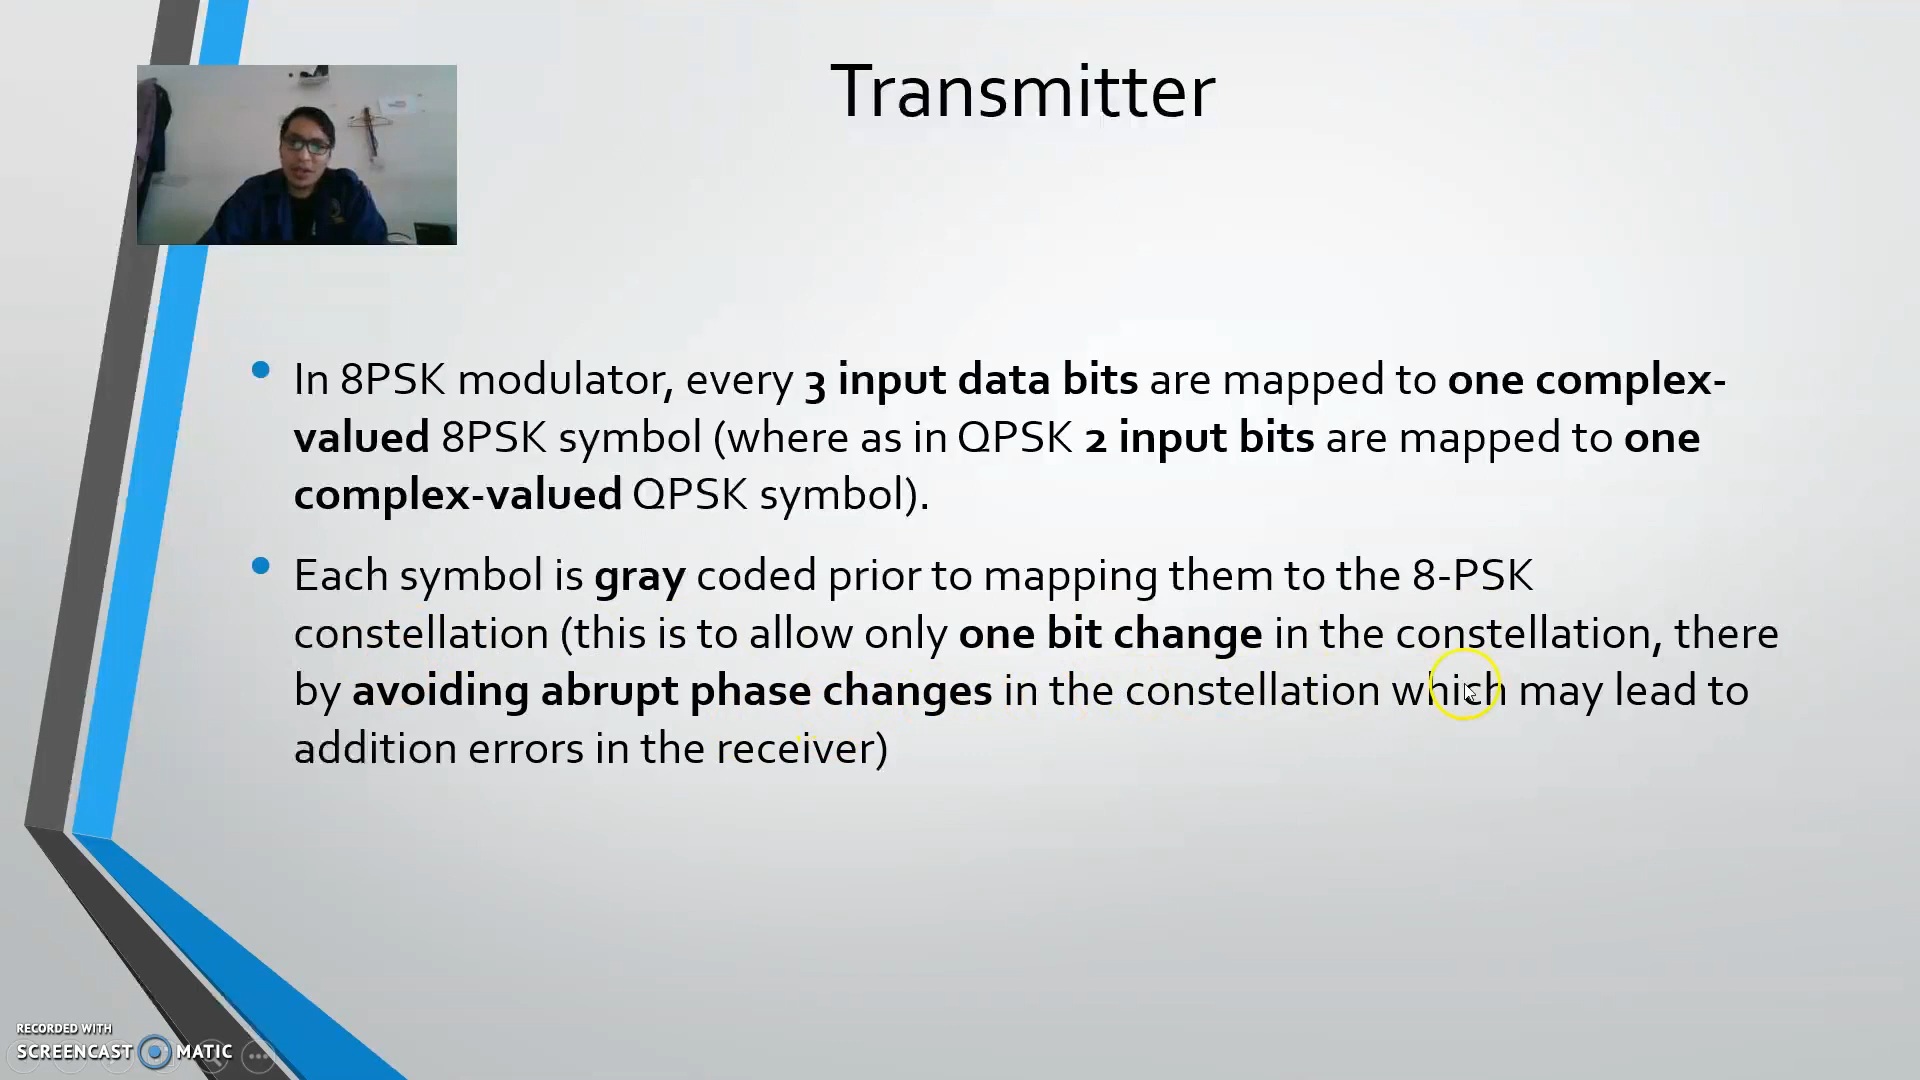 Transmitter
In 8PSK modulator, every 3 input data bits are mapped to one complex-
valued 8PSK symbol (where as in QPSK 2 input bits are mapped to one
complex-valued QPSK symbol).
Each symbol is gray coded prior to mapping them to the 8-PSK
constellation (this is to allow only one bit change in the constellation, there
by avoiding abrupt phase changes in the constellation which may lead to
addition errors in the receiver)
RECORDED WITH
SCREENCAST MATIC